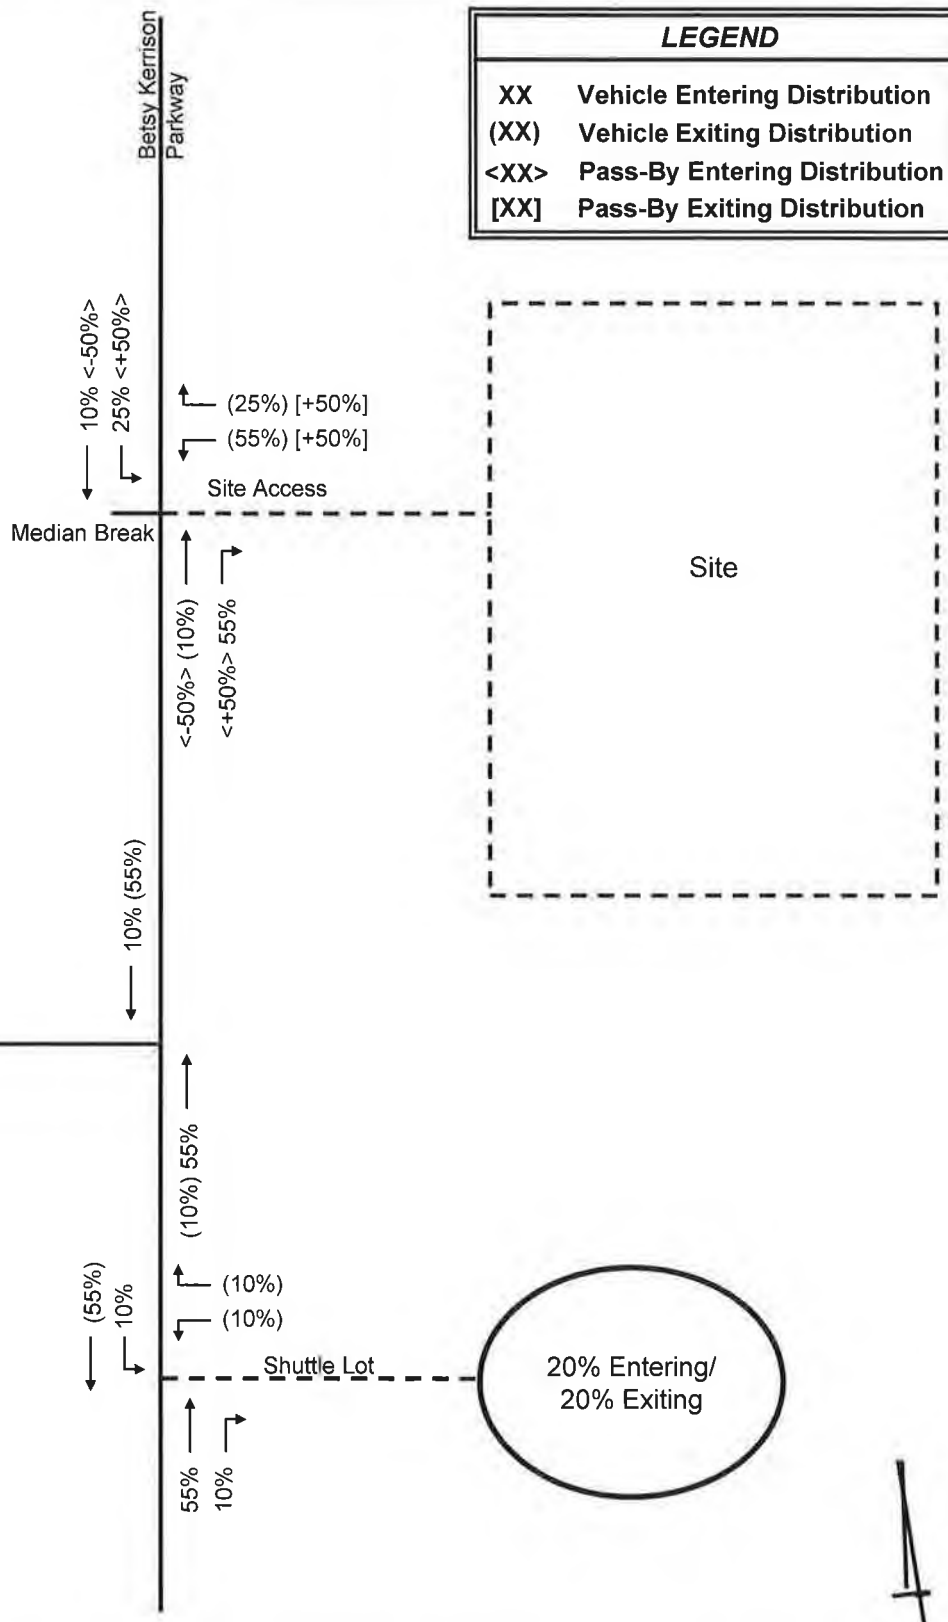 Betsy Kerrison
Parkway
LEGEND
XX Vehicle Entering Distribution
(XX) Vehicle Exiting Distribution
<XX> Pass-By Entering Distribution
[XX] Pass-By Exiting Distribution
10% <-50%>
25% <+50%>
(25%) [+50%]
(55%) [+50%]
Site Access
Median Break
Site
<-50%> (10%)
<+50%> 55%
10% (55%)
(10%) 55%
(55%)
10%
(10%)
(10%)
Shuttle Lot
20% Entering/
20% Exiting
55%
10%